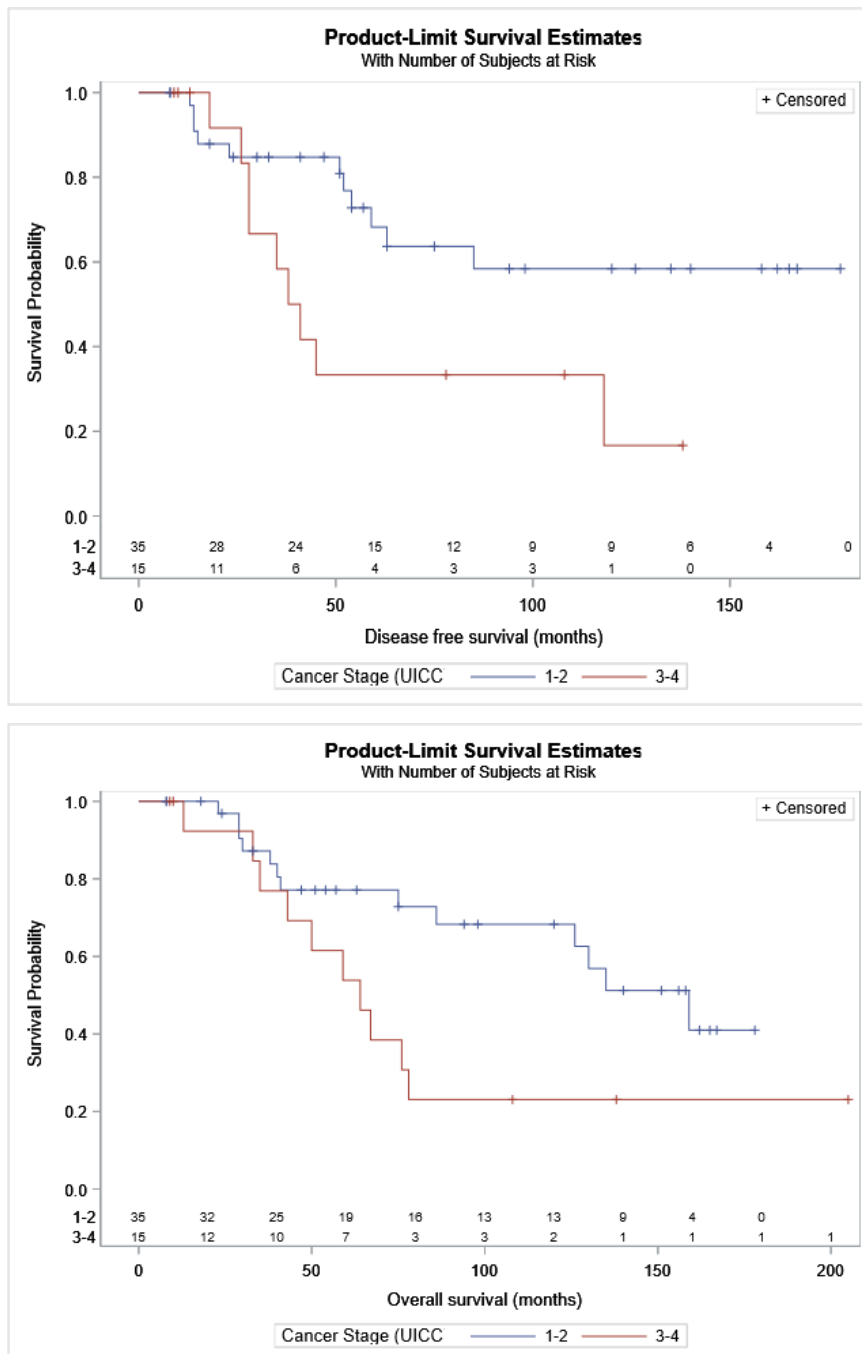 Product-Limit Survival Estimates
With Number of Subjects at Risk
+ Censored
Survival Probability
1.0
0.8
0.6
0.4
0.2
0.0
1-2 35 28 24 15 12 9 9 6 4 0
3-4 15 11 6 4 3 3 1 0
0 50 100 150
Disease free survival (months)
Cancer Stage (UICC 1-2 3-4
Product-Limit Survival Estimates
With Number of Subjects at Risk
+ Censored
Survival Probability
1.0
0.8
0.6
0.4
0.2
0.0
1-2 35 32 25 19 16 13 13 9 4 0
3-4 15 12 10 7 3 3 2 1 1 1 1
0 50 100 150 200
Overall survival (months)
Cancer Stage (UICC 1-2 3-4